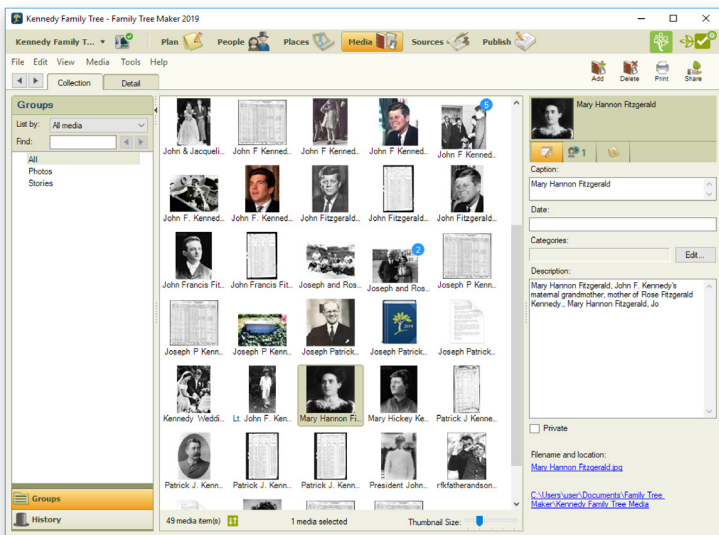 Kennedy Family Tree - Family Tree Maker 2019
Kennedy Family T...
Plan
People
Places
Media
Sources
Publish
File Edit View Media Tools Help
Add
Delete
Print
Share
Collection
Detail
Groups
List by: All media
Find:
All
Photos
Stories
Groups
History
5
John & Jacqueli... John F Kenned... John F Kenned... John F Kenned... John F Kenned...
John F. Kenned... John F. Kenned... John Fitzgerald... John Fitzgerald... John Fitzgerald...
2
John Francis Fit... John Francis Fit... Joseph and Ros... Joseph and Ros... Joseph P Kenn...
2019
Joseph P Kenn... Joseph P Kenn... Joseph Patrick... Joseph Patrick... Joseph Patrick...
Kennedy Weddi... Lt. John F. Ken... Mary Hannon Fi... Mary Hickey Ke... Patrick J Kenne...
Patrick J. Kenn... Patrick J. Kenn... Patrick J. Kenn... President John... rfkfatherandson...
49 media item(s)
1 media selected
Thumbnail Size:
Mary Hannon Fitzgerald
1
Caption:
Mary Hannon Fitzgerald
Date:
Categories:
Edit...
Description:
Mary Hannon Fitzgerald, John F. Kennedy's
maternal grandmother, mother of Rose Fitzgerald
Kennedy., Mary Hannon Fitzgerald, Jo
Private
Filename and location:
Mary Hannon Fitzgerald.jpg
C:\Users\user\Documents\Family Tree
Maker\Kennedy Family Tree Media